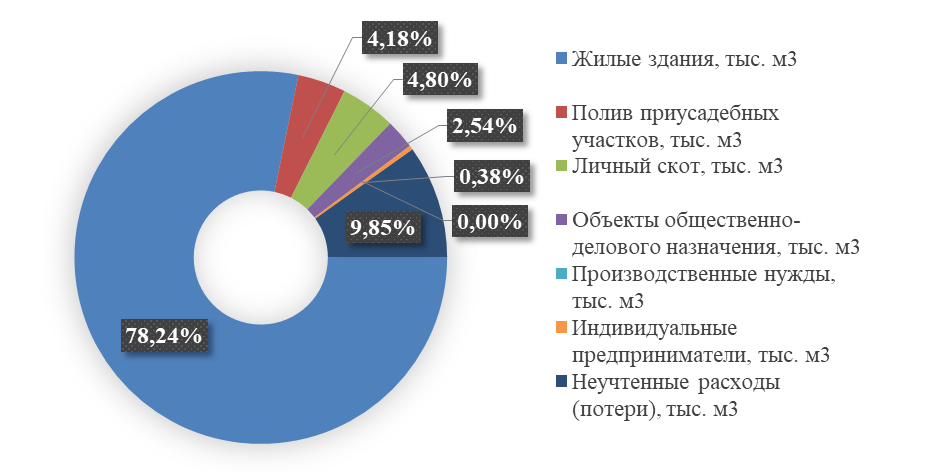 4,18%
4,80%
2,54%
0,38%
0,00%
9,85%
78,24%
Жилые здания, тыс. м3
Полив приусадебных
участков, тыс. м3
Личный скот, тыс. м3
Объекты общественно-
делового назначения, тыс. м3
Производственные нужды,
тыс. м3
Индивидуальные
предприниматели, тыс. м3
Неучтенные расходы
(потери), тыс. м3